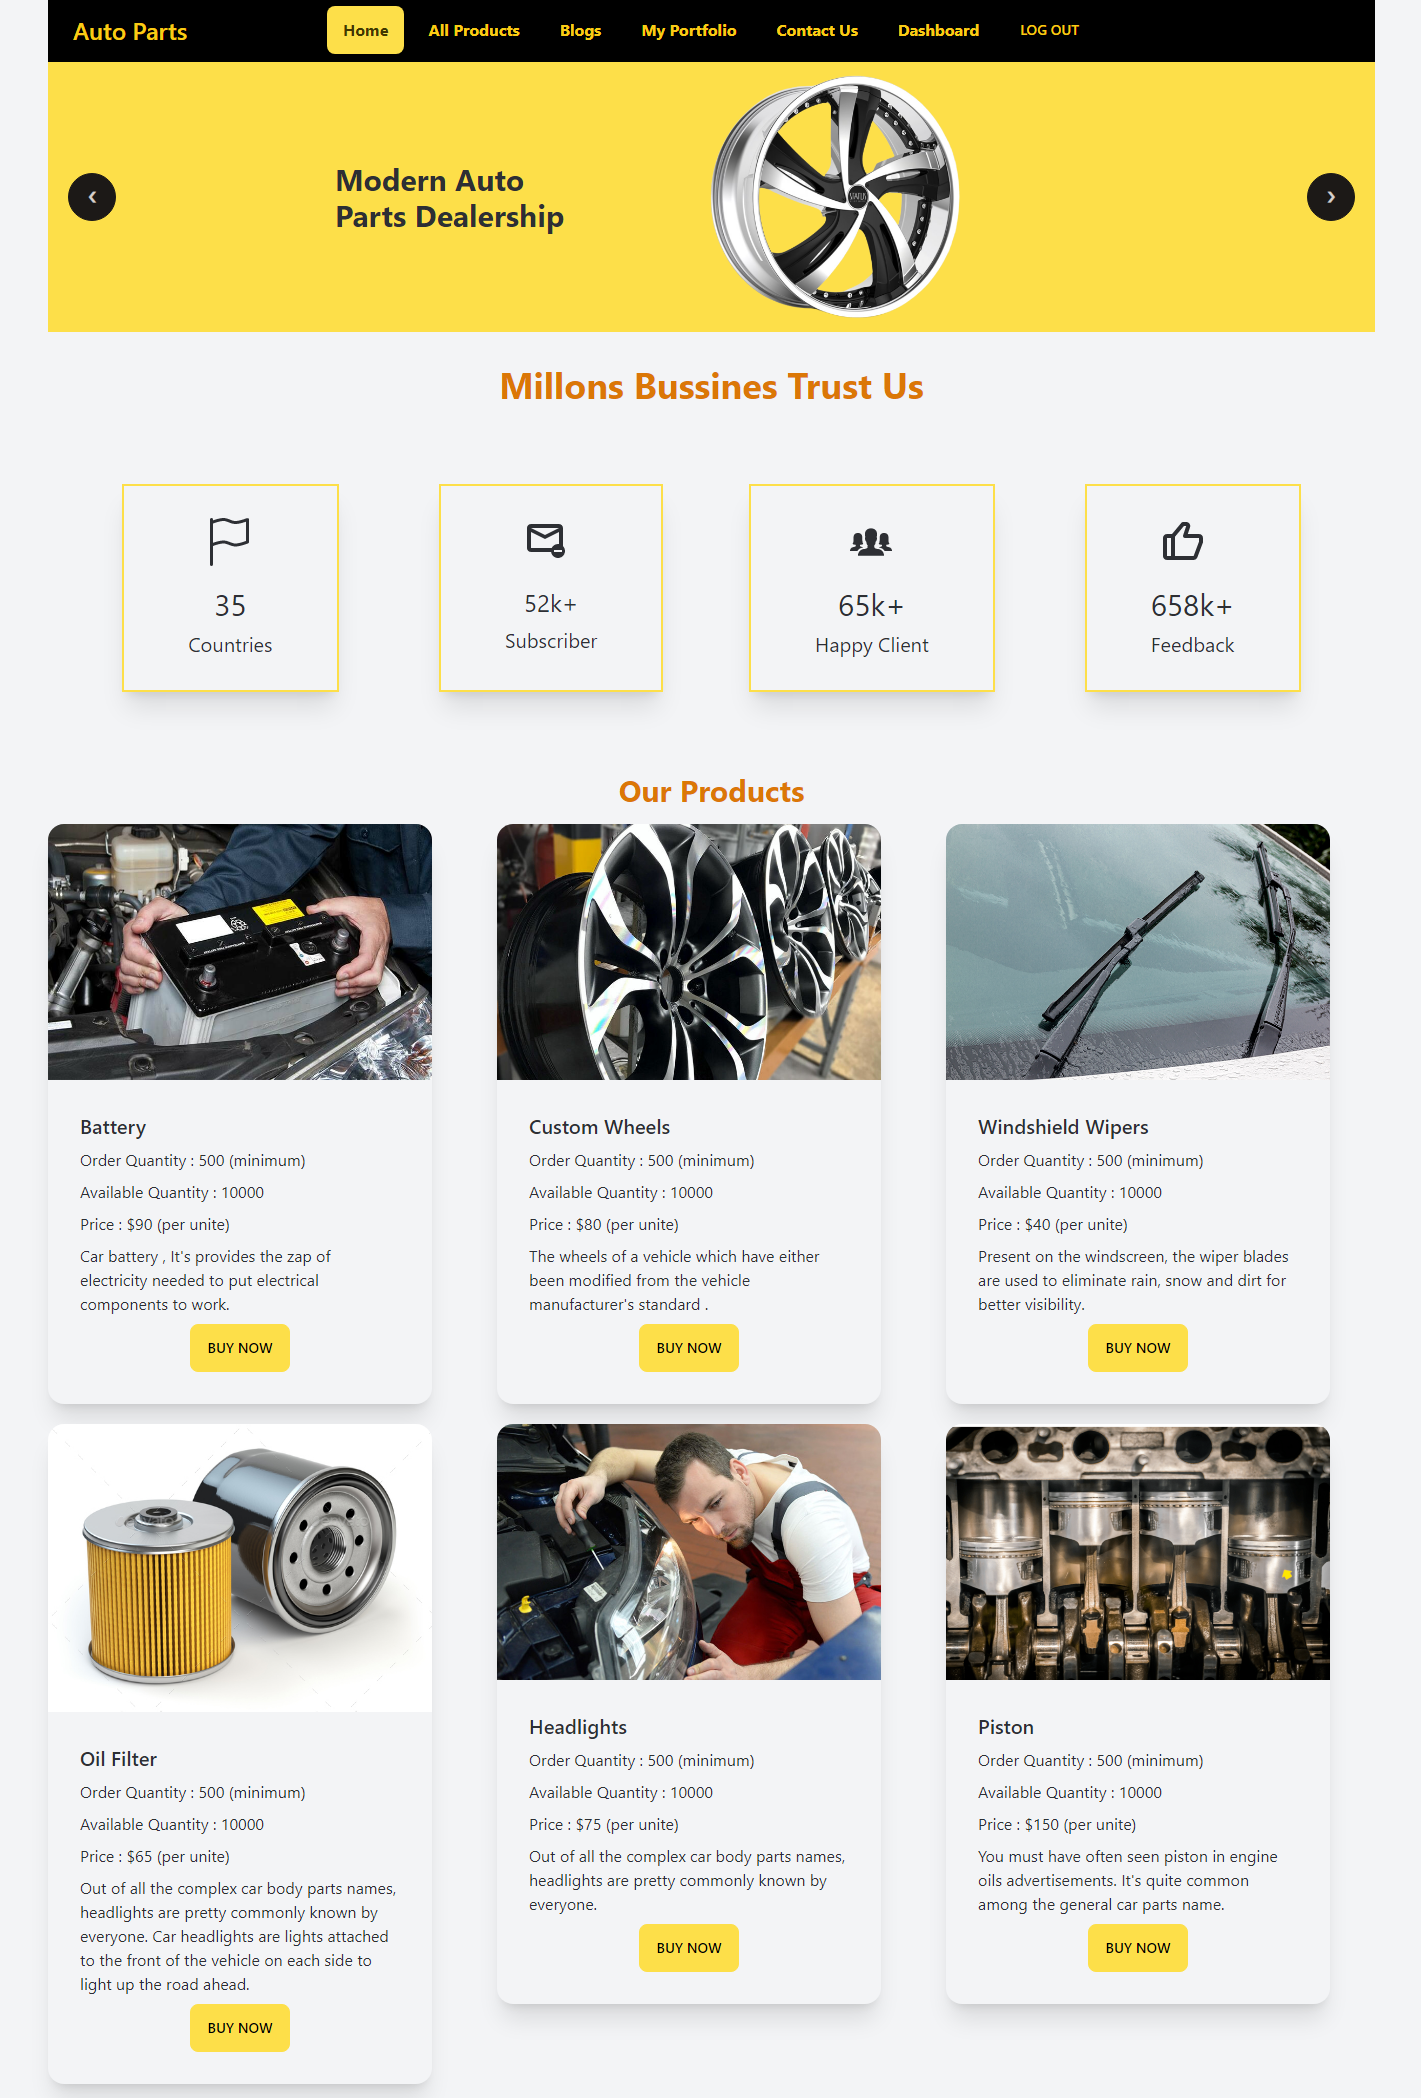 Auto Parts
Home
All Products
Blogs
My Portfolio
Contact Us
Dashboard
LOG OUT
Modern Auto
Parts Dealership
STATUS
❮
❯
Millons Bussines Trust Us
35
Countries
52k+
Subscriber
65k+
Happy Client
658k+
Feedback
Our Products
Battery
Order Quantity : 500 (minimum)
Available Quantity : 10000
Price : $90 (per unite)
Car battery , It's provides the zap of
electricity needed to put electrical
components to work.
BUY NOW
Custom Wheels
Order Quantity : 500 (minimum)
Available Quantity : 10000
Price : $80 (per unite)
The wheels of a vehicle which have either
been modified from the vehicle
manufacturer's standard .
BUY NOW
Windshield Wipers
Order Quantity : 500 (minimum)
Available Quantity : 10000
Price : $40 (per unite)
Present on the windscreen, the wiper blades
are used to eliminate rain, snow and dirt for
better visibility.
BUY NOW
Oil Filter
Order Quantity : 500 (minimum)
Available Quantity : 10000
Price : $65 (per unite)
Out of all the complex car body parts names,
headlights are pretty commonly known by
everyone. Car headlights are lights attached
to the front of the vehicle on each side to
light up the road ahead.
BUY NOW
Headlights
Order Quantity : 500 (minimum)
Available Quantity : 10000
Price : $75 (per unite)
Out of all the complex car body parts names,
headlights are pretty commonly known by
everyone.
BUY NOW
Piston
Order Quantity : 500 (minimum)
Available Quantity : 10000
Price : $150 (per unite)
You must have often seen piston in engine
oils advertisements. It's quite common
among the general car parts name.
BUY NOW